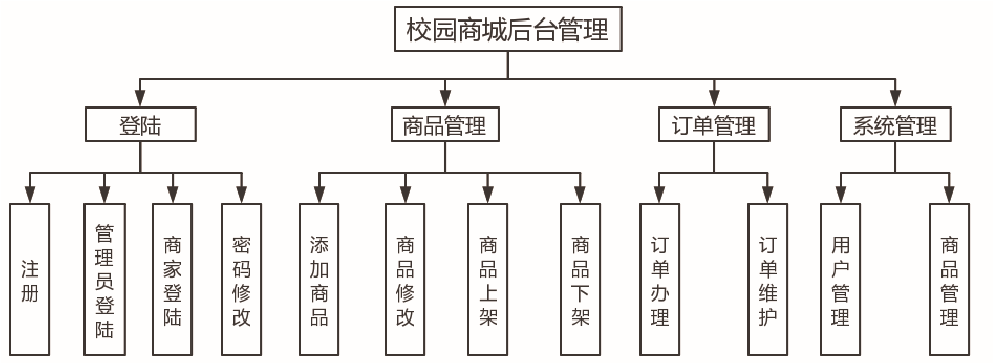 校园商城后台管理
登陆
商品管理
订单管理
系统管理
注册
管理员登陆
商家登陆
密码修改
添加商品
商品修改
商品上架
商品下架
订单办理
订单维护
用户管理
商品管理